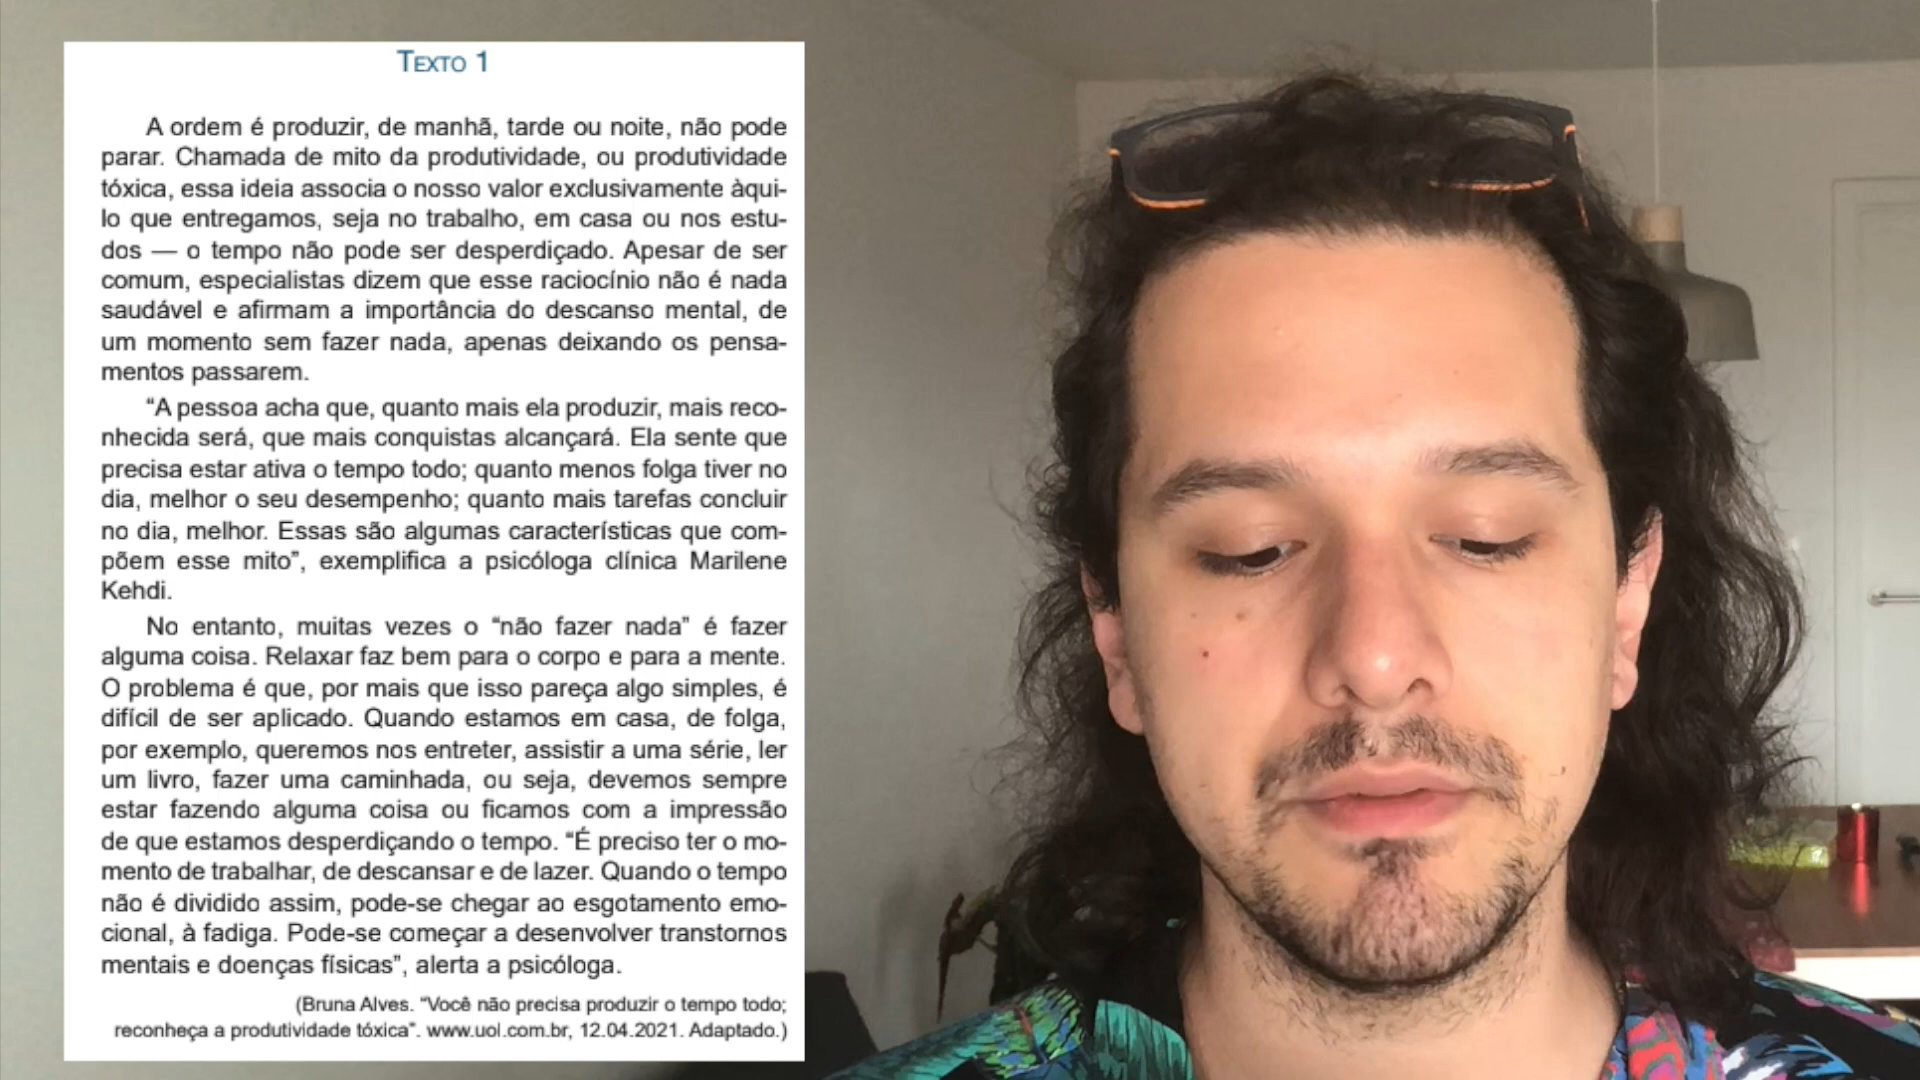 TEXTO 1
A ordem é produzir, de manhã, tarde ou noite, não pode
parar. Chamada de mito da produtividade, ou produtividade
tóxica, essa ideia associa o nosso valor exclusivamente àqui-
lo que entregamos, seja no trabalho, em casa ou nos estu-
dos — o tempo não pode ser desperdiçado. Apesar de ser
comum, especialistas dizem que esse raciocínio não é nada
saudável e afirmam a importância do descanso mental, de
um momento sem fazer nada, apenas deixando os pensa-
mentos passarem.
“A pessoa acha que, quanto mais ela produzir, mais reco-
nhecida será, que mais conquistas alcançará. Ela sente que
precisa estar ativa o tempo todo; quanto menos folga tiver no
dia, melhor o seu desempenho; quanto mais tarefas concluir
no dia, melhor. Essas são algumas características que com-
põem esse mito”, exemplifica a psicóloga clínica Marilene
Kehdi.
No entanto, muitas vezes o “não fazer nada” é fazer
alguma coisa. Relaxar faz bem para o corpo e para a mente.
O problema é que, por mais que isso pareça algo simples, é
difícil de ser aplicado. Quando estamos em casa, de folga,
por exemplo, queremos nos entreter, assistir a uma série, ler
um livro, fazer uma caminhada, ou seja, devemos sempre
estar fazendo alguma coisa ou ficamos com a impressão
de que estamos desperdiçando o tempo. “É preciso ter o mo-
mento de trabalhar, de descansar e de lazer. Quando o tempo
não é dividido assim, pode-se chegar ao esgotamento emo-
cional, à fadiga. Pode-se começar a desenvolver transtornos
mentais e doenças físicas”, alerta a psicóloga.
(Bruna Alves. “Você não precisa produzir o tempo todo;
reconheça a produtividade tóxica”. www.uol.com.br, 12.04.2021. Adaptado.)